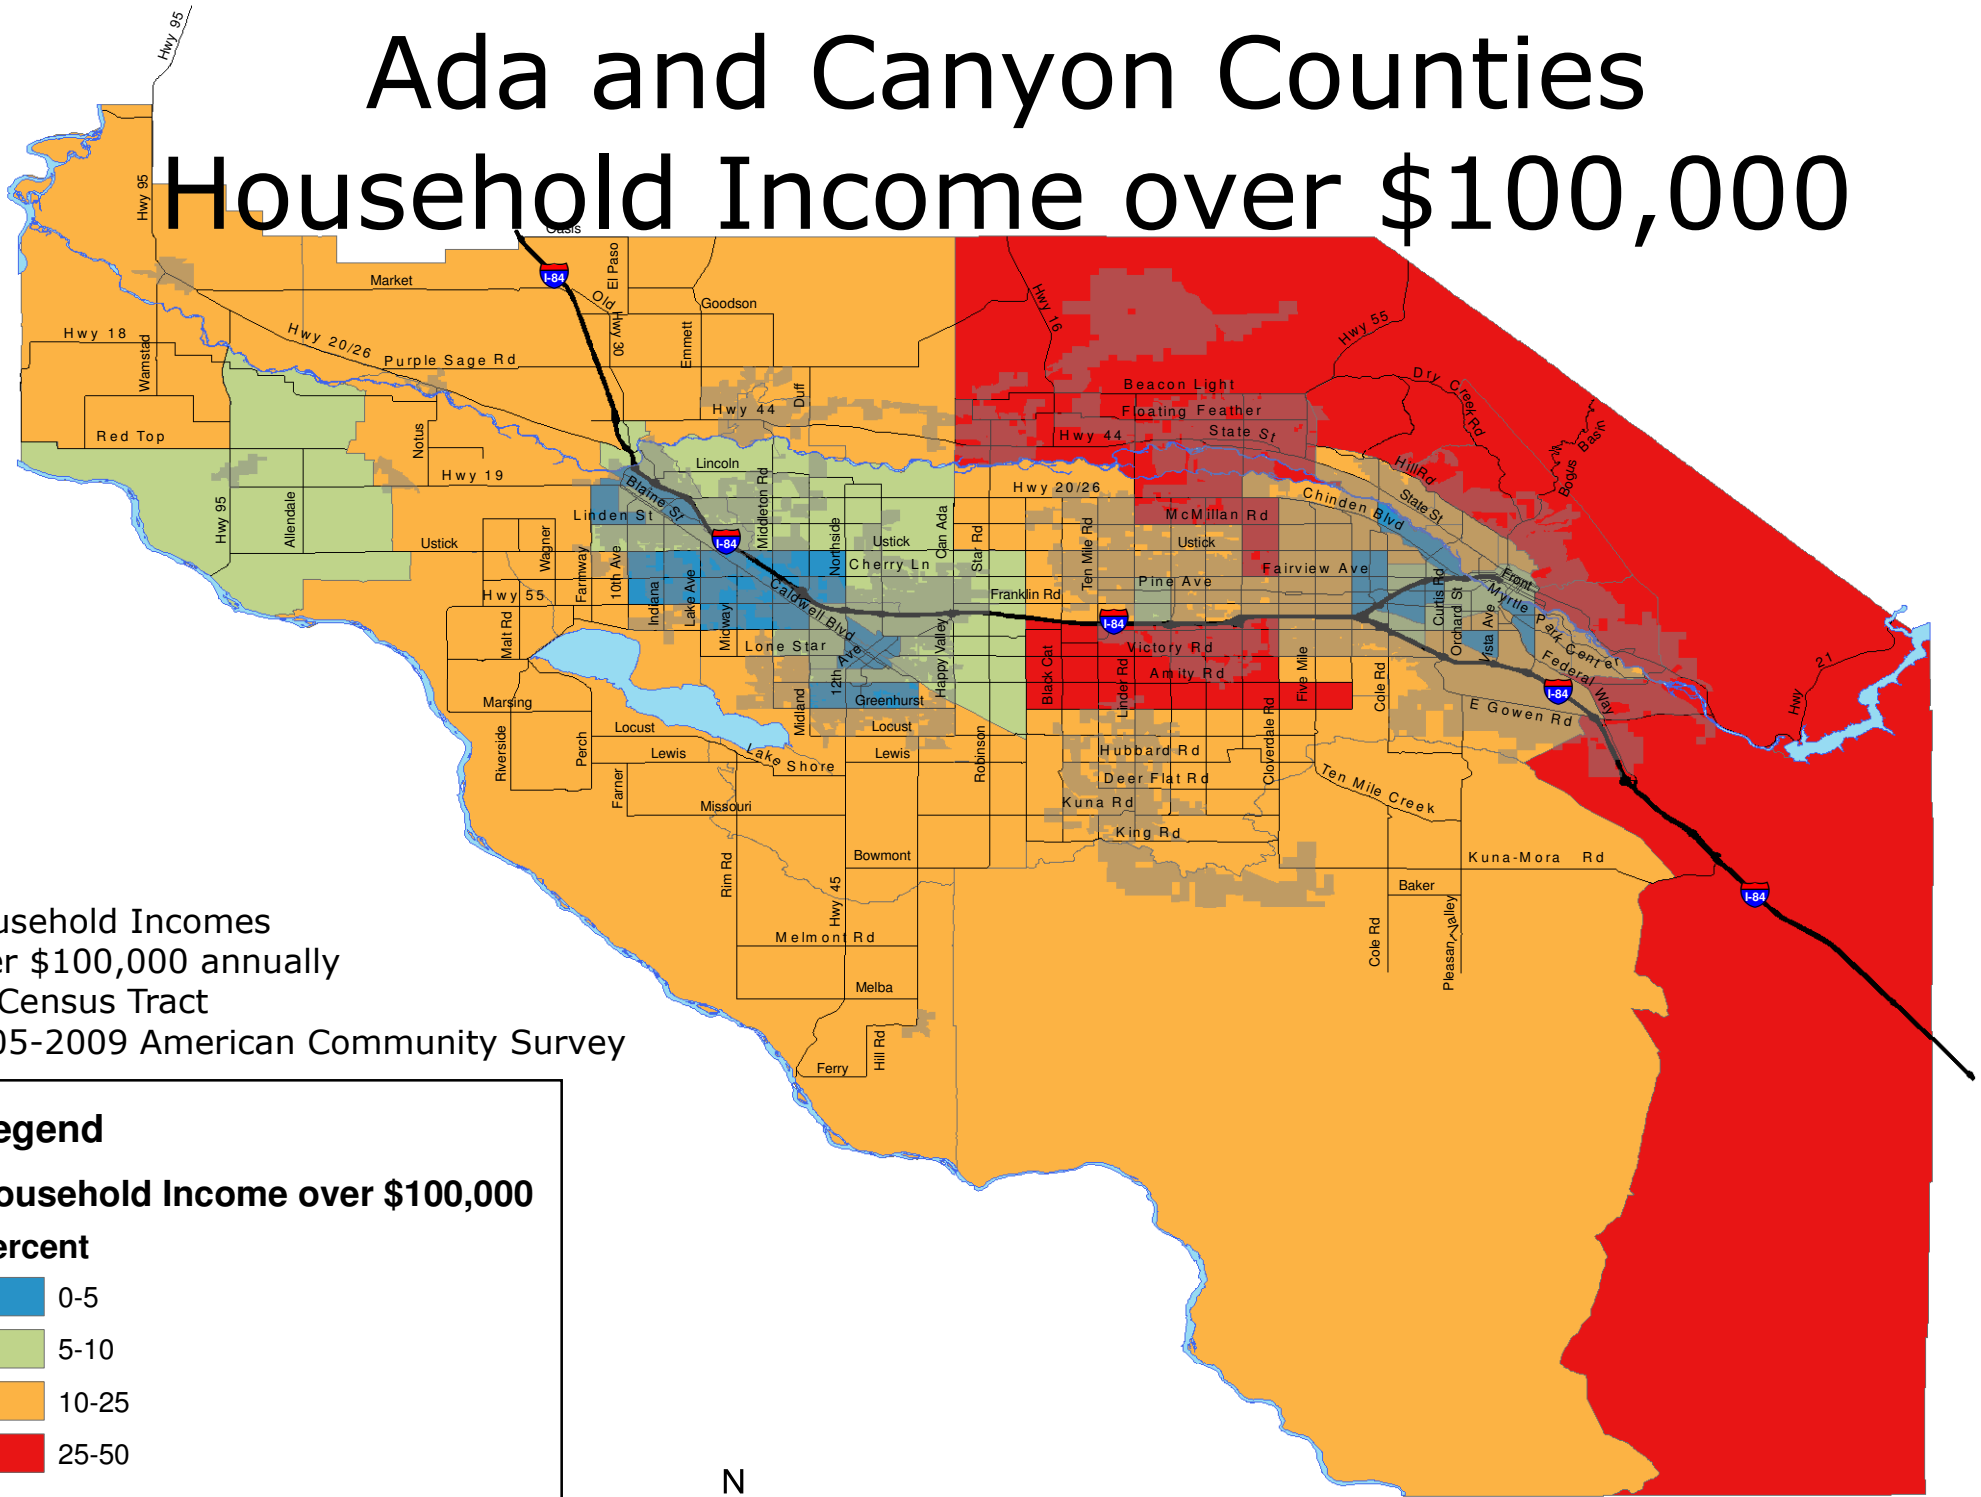 Ada and Canyon Counties
Household Income over $100,000
Hwy 95
Hwy 95
Oasis
El Paso
I-84
Market
Old Hwy 30
Goodson
Hwy 16
Hwy 55
Hwy 18
Hwy 20/26
Wamstad
Purple Sage Rd
Emmett
Duff
Beacon Light
Dry Creek Rd
Floating Feather
Hwy 44
Hwy 44
State St
Red Top
Notus
Bogus Basin
Lincoln
Hill Rd
Hwy 19
Middleton Rd
Hwy 20/26
Blaine St
Chinden Blvd
State St
Hwy 95
Allendale
Linden St
McMillan Rd
Can Ada
Star Rd
Ten Mile Rd
Northside
I-84
Ustick
Wagner
Ustick
Ustick
Farmway
10th Ave
Cherry Ln
Fairview Ave
Pine Ave
Front
Hwy 55
Indiana
Lake Ave
Midway
Caldwell Blvd
Franklin Rd
Curtis Rd
Orchard St
Vista Ave
Myrtle
I-84
Malt Rd
Lone Star
12th Ave
Happy Valley
Victory Rd
Park Center
Black Cat
Linder Rd
Amity Rd
Five Mile
Cole Rd
Federal Way
Hwy 21
Marsing
Midland
Greenhurst
Cloverdale Rd
I-84
E Gowen Rd
Locust
Locust
Riverside
Perch
Lewis
Lake Shore
Lewis
Robinson
Hubbard Rd
Farner
Deer Flat Rd
Ten Mile Creek
Missouri
Kuna Rd
King Rd
Bowmont
Kuna-Mora Rd
Rim Rd
Hwy 45
Baker
I-84
Melmont Rd
Cole Rd
Pleasant Valley
Melba
Hill Rd
Ferry
usehold Incomes
er $100,000 annually
Census Tract
05-2009 American Community Survey
egend
ousehold Income over $100,000
ercent
0-5
5-10
10-25
25-50
N